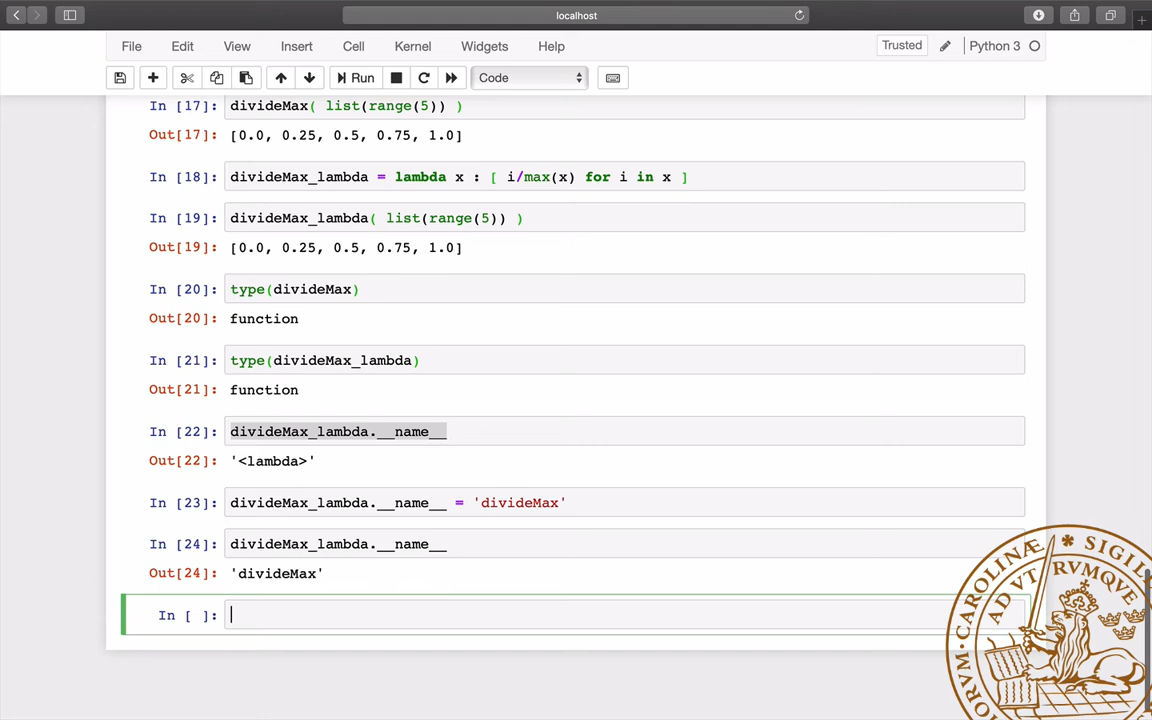 localhost
File Edit View Insert Cell Kernel Widgets Help Trusted Python 3
Run Code
In [17]: divideMax( list(range(5)) )
Out[17]: [0.0, 0.25, 0.5, 0.75, 1.0]
In [18]: divideMax_lambda = lambda x : [ i/max(x) for i in x ]
In [19]: divideMax_lambda( list(range(5)) )
Out[19]: [0.0, 0.25, 0.5, 0.75, 1.0]
In [20]: type(divideMax)
Out[20]: function
In [21]: type(divideMax_lambda)
Out[21]: function
In [22]: divideMax_lambda.__name__
Out[22]: '<lambda>'
In [23]: divideMax_lambda.__name__ = 'divideMax'
In [24]: divideMax_lambda.__name__
Out[24]: 'divideMax'
In [ ]:
CAROLINÆ * SIGIL
AD VTRVMQVE